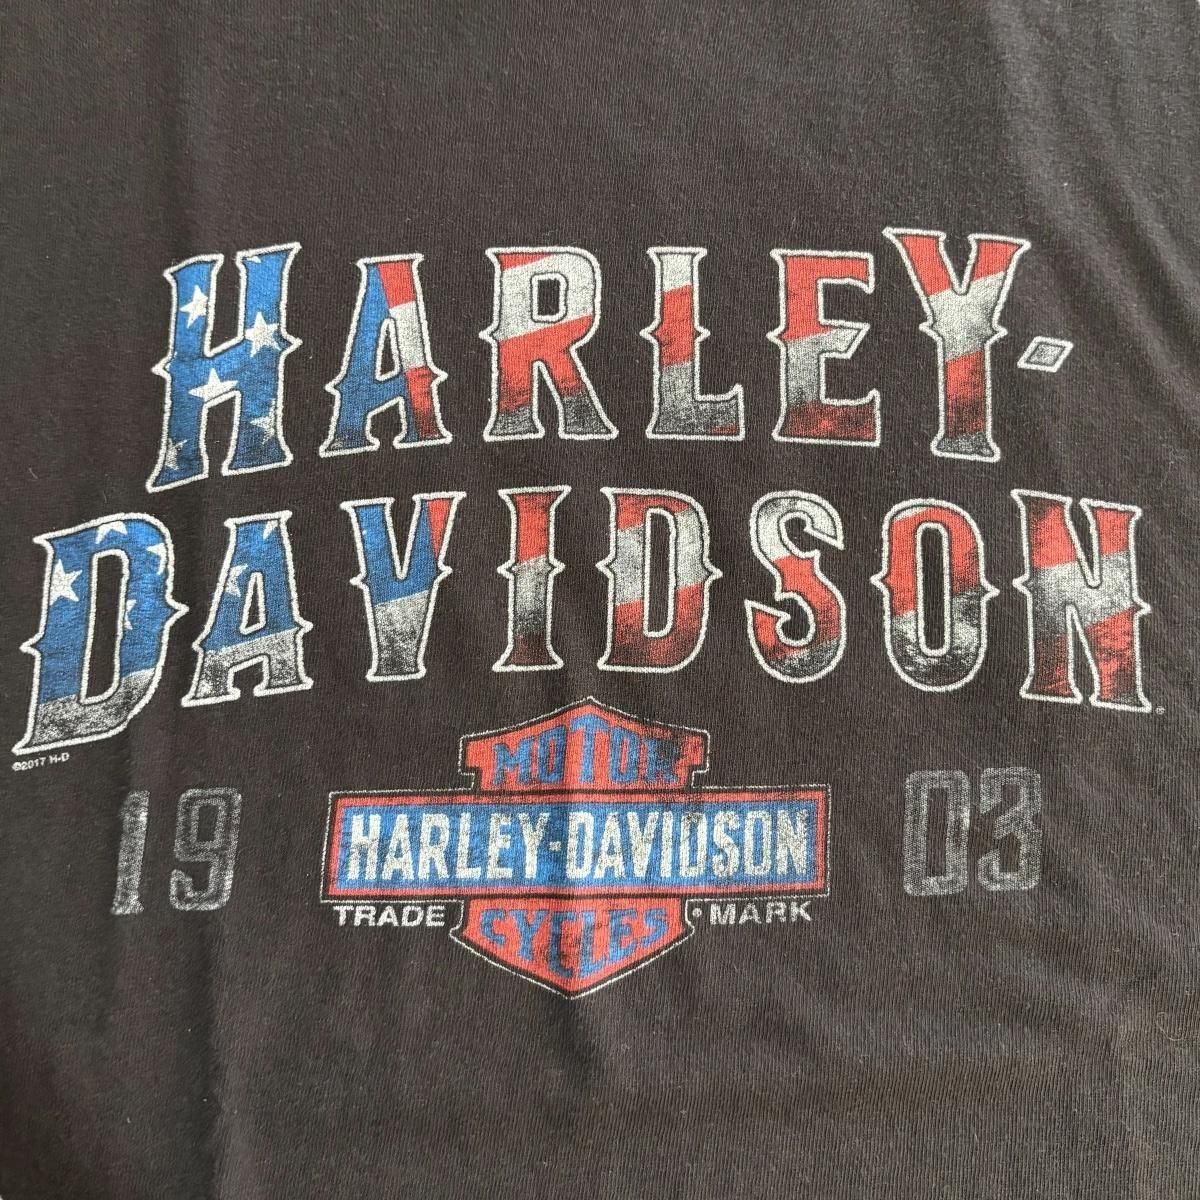 HARLEY-
DAVIDSON®
©2017 H-D
MOTOR
19 HARLEY-DAVIDSON 03
TRADE • MARK
CYCLES